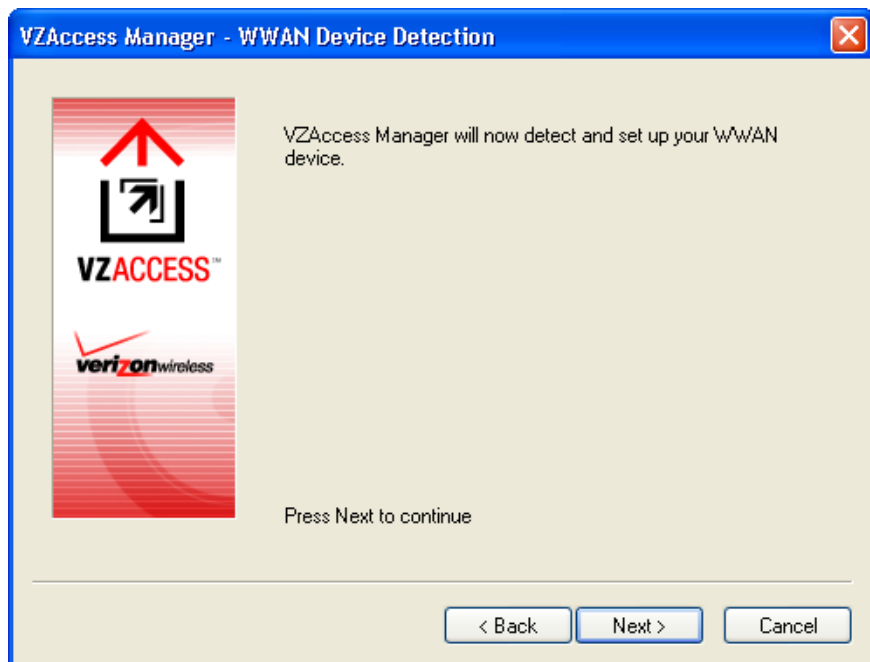 VZAccess Manager - WWAN Device Detection
VZAccess Manager will now detect and set up your WWAN
device.
VZACCESS™
verizonwireless
Press Next to continue
< Back
Next >
Cancel